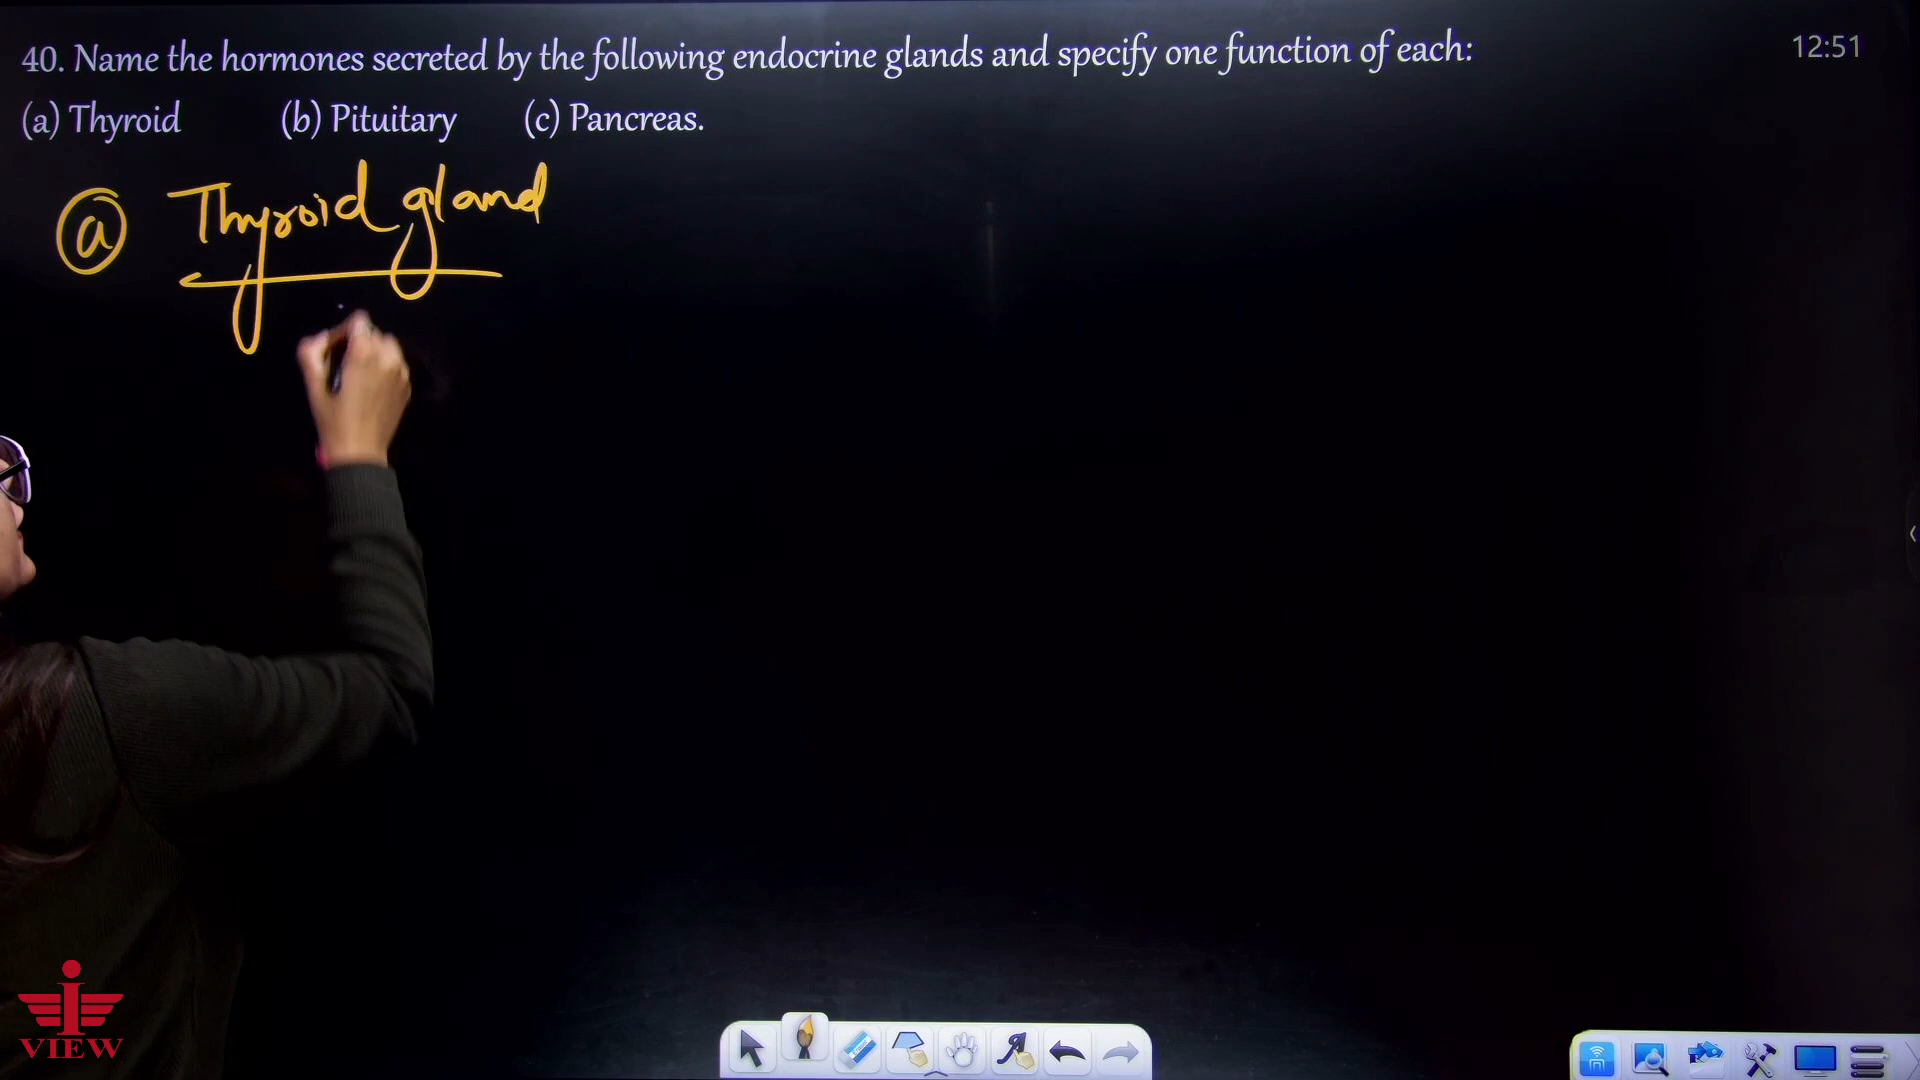 40. Name the hormones secreted by the following endocrine glands and specify one function of each:
12:51
(a) Thyroid (b) Pituitary (c) Pancreas.
(a) Thyroid gland
VIEW